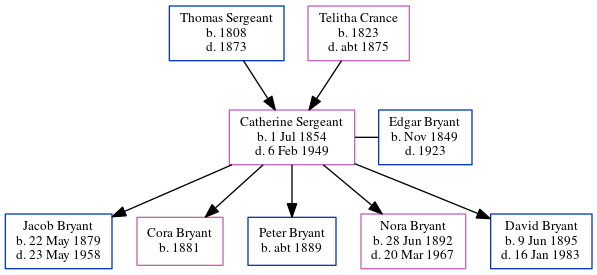 Thomas Sergeant
b. 1808
d. 1873
Telitha Crance
b. 1823
d. abt 1875
Catherine Sergeant
b. 1 Jul 1854
d. 6 Feb 1949
Edgar Bryant
b. Nov 1849
d. 1923
Jacob Bryant
b. 22 May 1879
d. 23 May 1958
Cora Bryant
b. 1881
Peter Bryant
b. abt 1889
Nora Bryant
b. 28 Jun 1892
d. 20 Mar 1967
David Bryant
b. 9 Jun 1895
d. 16 Jan 1983